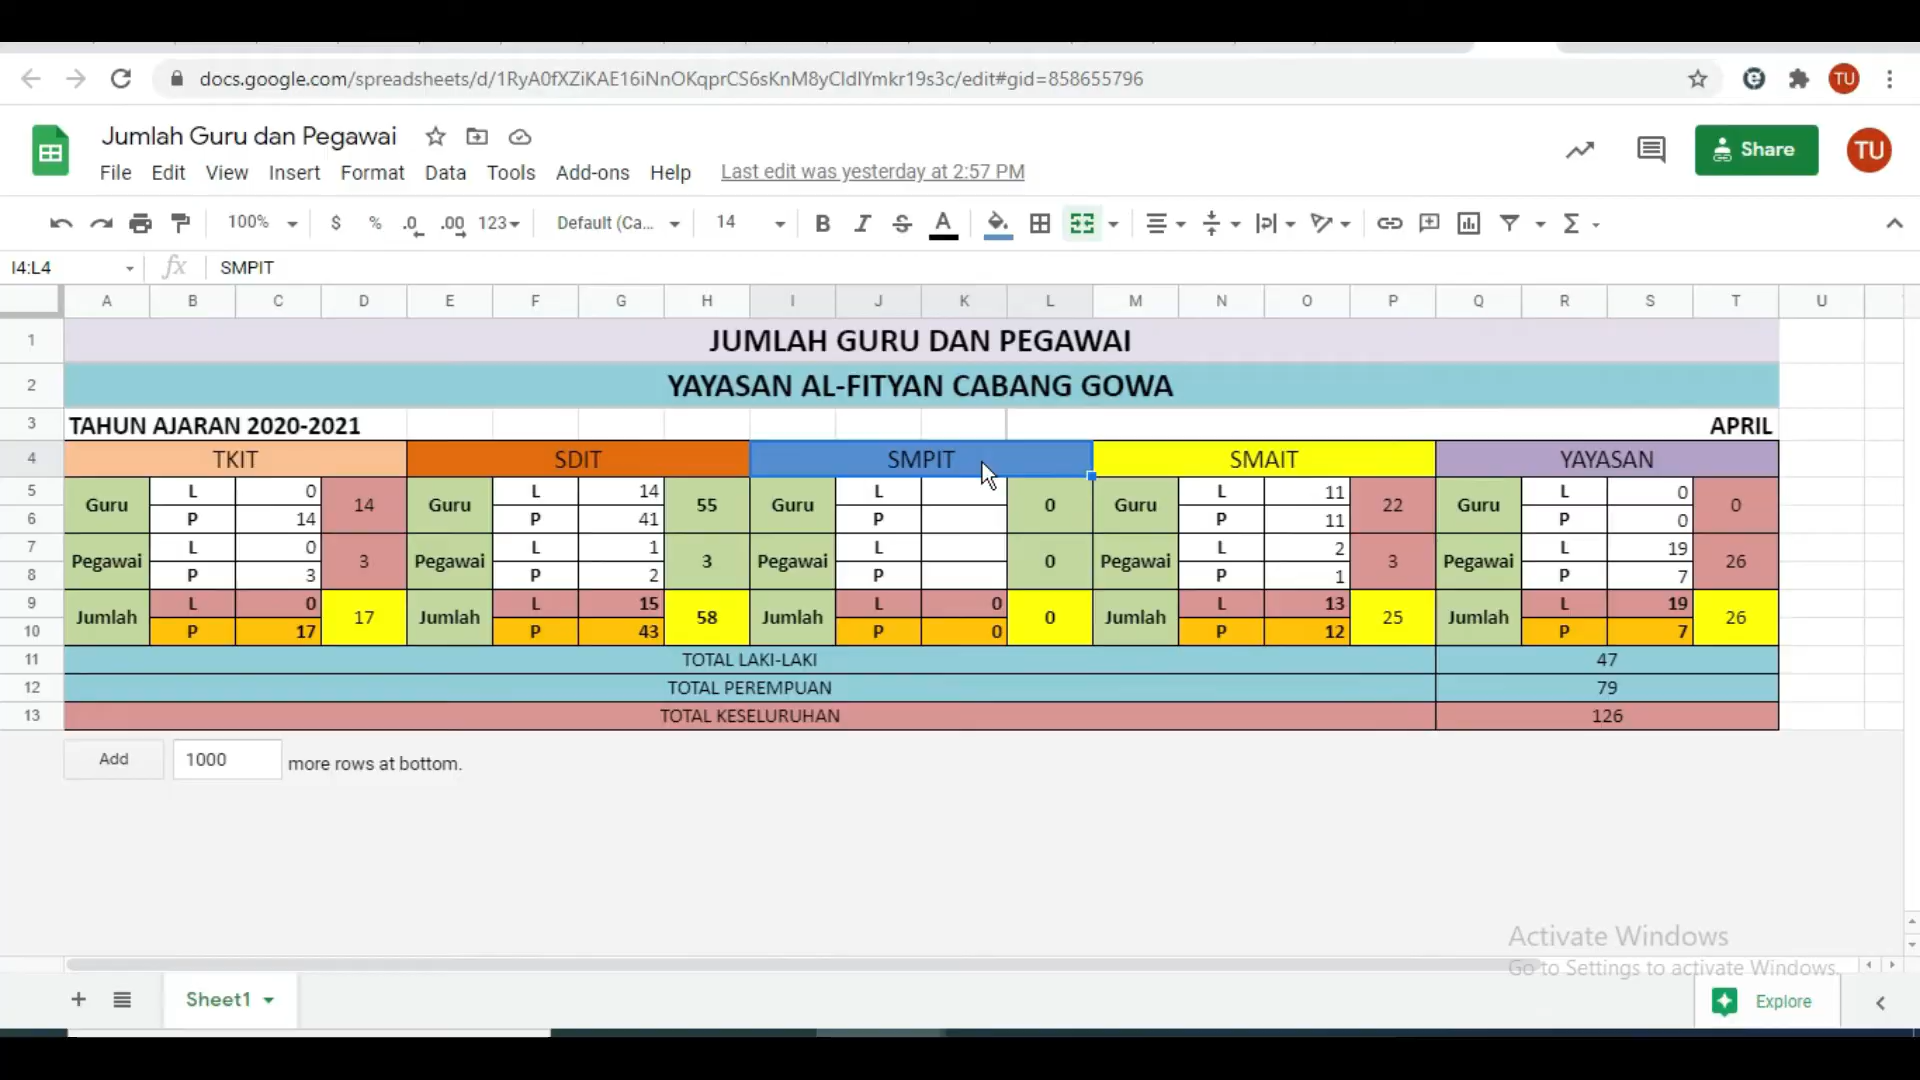 docs.google.com/spreadsheets/d/1RyA0fXZiKAE16iNnOKqprCS6sKnM8yCIdIYmkr19s3c/edit#gid=858655796
TU
Jumlah Guru dan Pegawai
File Edit View Insert Format Data Tools Add-ons Help Last edit was yesterday at 2:57 PM
Share
TU
100% $ % .0 .00 123 Default (Ca... 14 B I S A Σ
I4:L4 fx SMPIT
A B C D E F G H I J K L M N O P Q R S T U
1 JUMLAH GURU DAN PEGAWAI
2 YAYASAN AL-FITYAN CABANG GOWA
3 TAHUN AJARAN 2020-2021 APRIL
4 TKIT SDIT SMPIT SMAIT YAYASAN
5 Guru L 0 14 Guru L 14 55 Guru L 0 Guru L 11 22 Guru L 0 0
6 P 14 P 41 P P 11 P 0
7 Pegawai L 0 3 Pegawai L 1 3 Pegawai L 0 Pegawai L 2 3 Pegawai L 19 26
8 P 3 P 2 P P 1 P 7
9 Jumlah L 0 17 Jumlah L 15 58 Jumlah L 0 0 Jumlah L 13 25 Jumlah L 19 26
10 P 17 P 43 P 0 P 12 P 7
11 TOTAL LAKI-LAKI 47
12 TOTAL PEREMPUAN 79
13 TOTAL KESELURUHAN 126
Add 1000 more rows at bottom.
Activate Windows
Go to Settings to activate Windows.
Sheet1
Explore